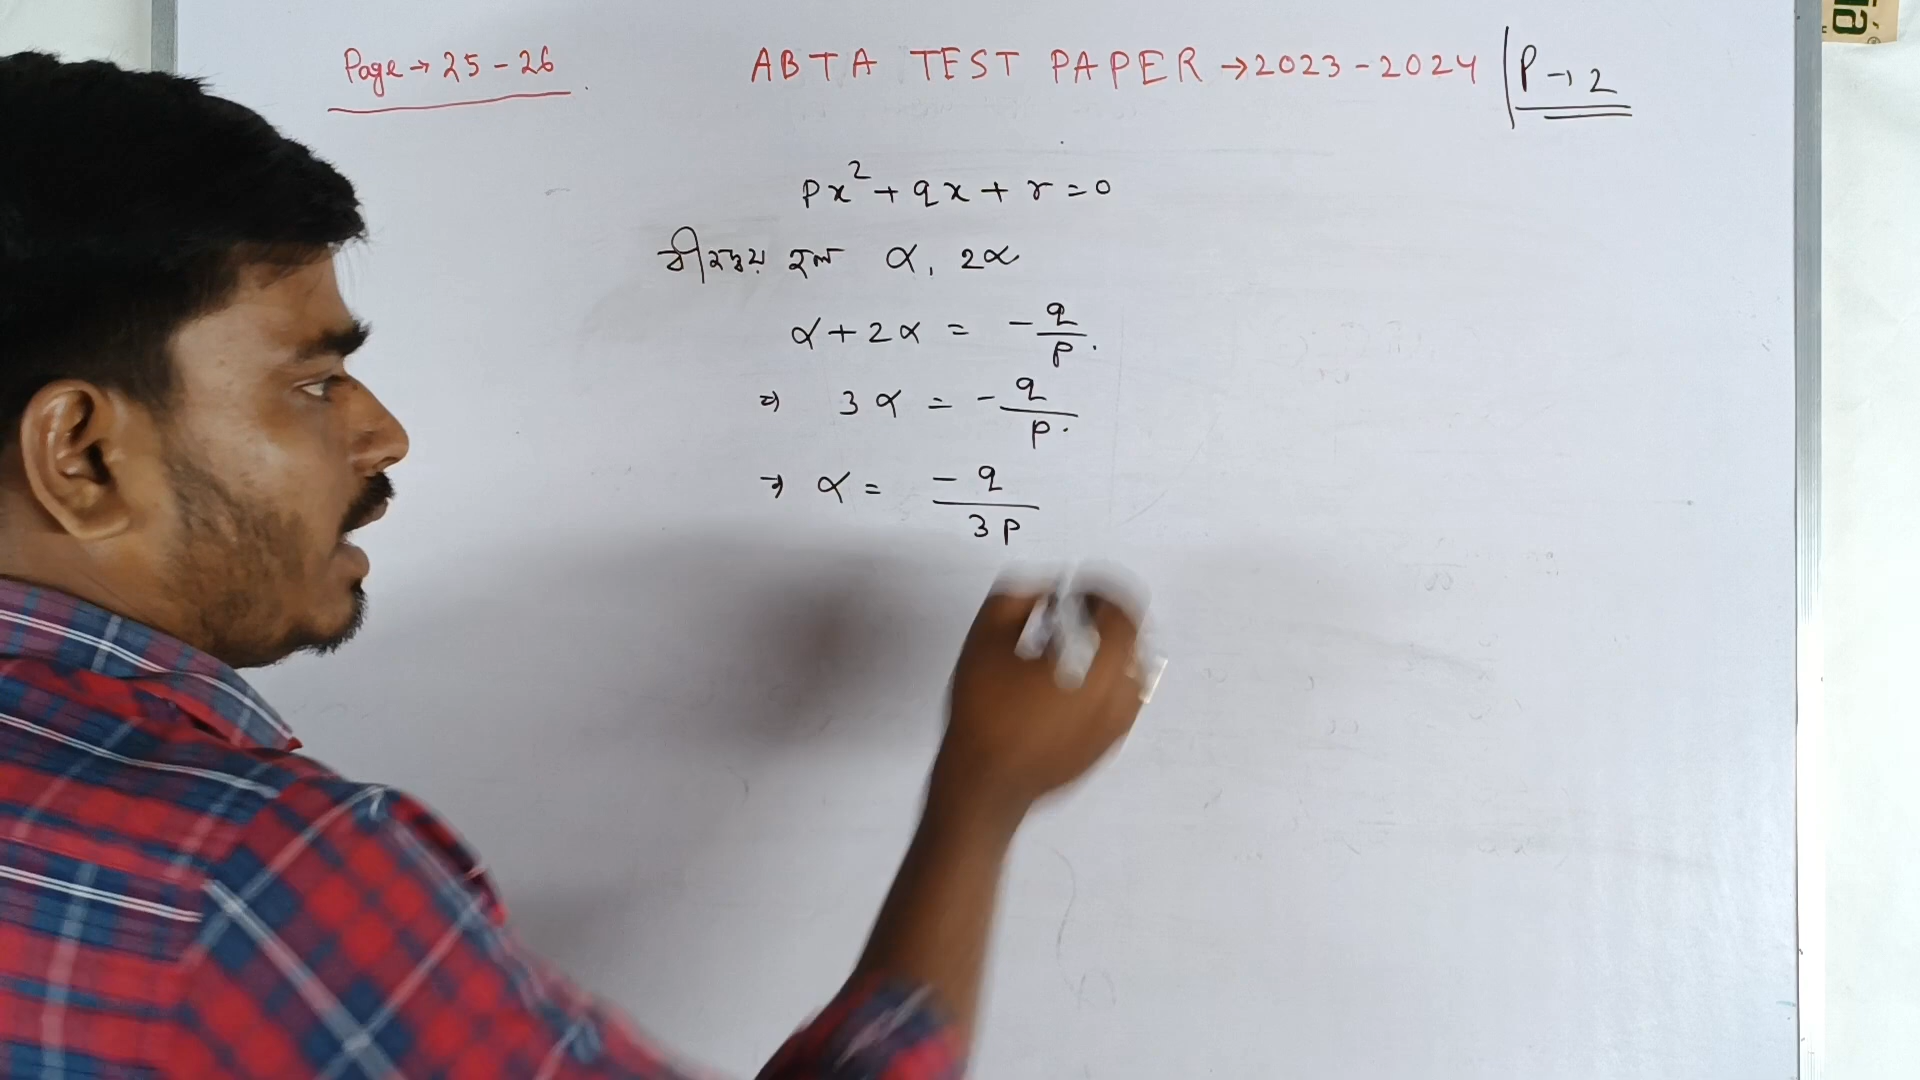 Page → 25 - 26
ABTA TEST PAPER → 2023 - 2024 | P → 2
px² + qx + r = 0
বীজদ্বয় হল α, 2α
α + 2α = - q/p.
⇒ 3α = - q/p.
⇒ α = - q/3p